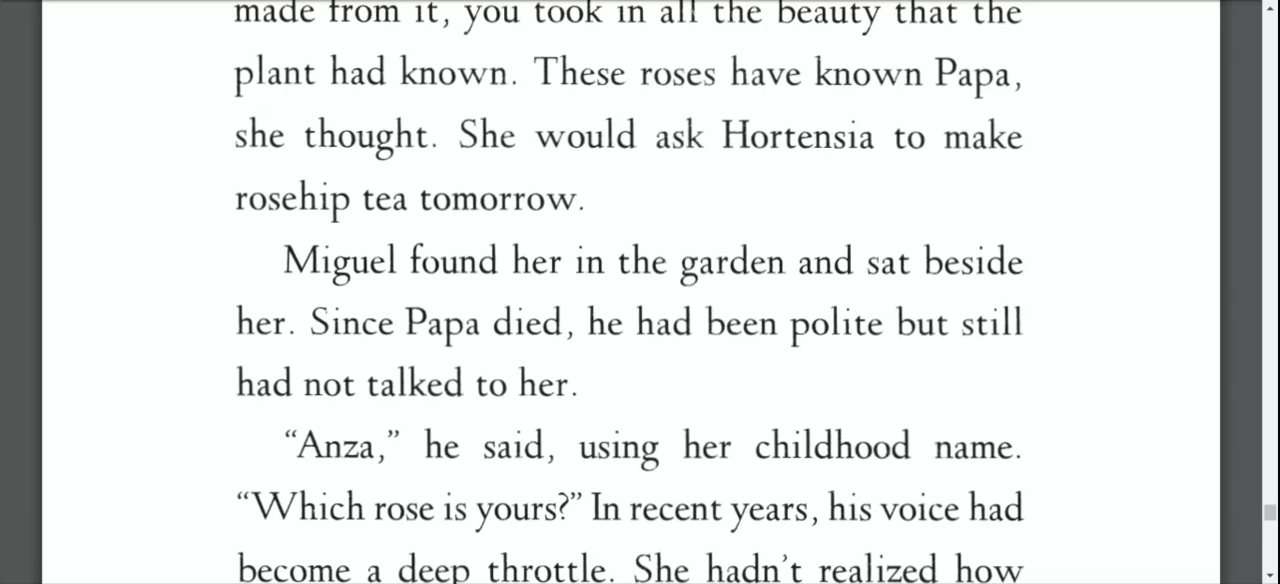 made from it, you took in all the beauty that the
plant had known. These roses have known Papa,
she thought. She would ask Hortensia to make
rosehip tea tomorrow.
Miguel found her in the garden and sat beside
her. Since Papa died, he had been polite but still
had not talked to her.
“Anza,” he said, using her childhood name.
“Which rose is yours?” In recent years, his voice had
become a deep throttle. She hadn’t realized how